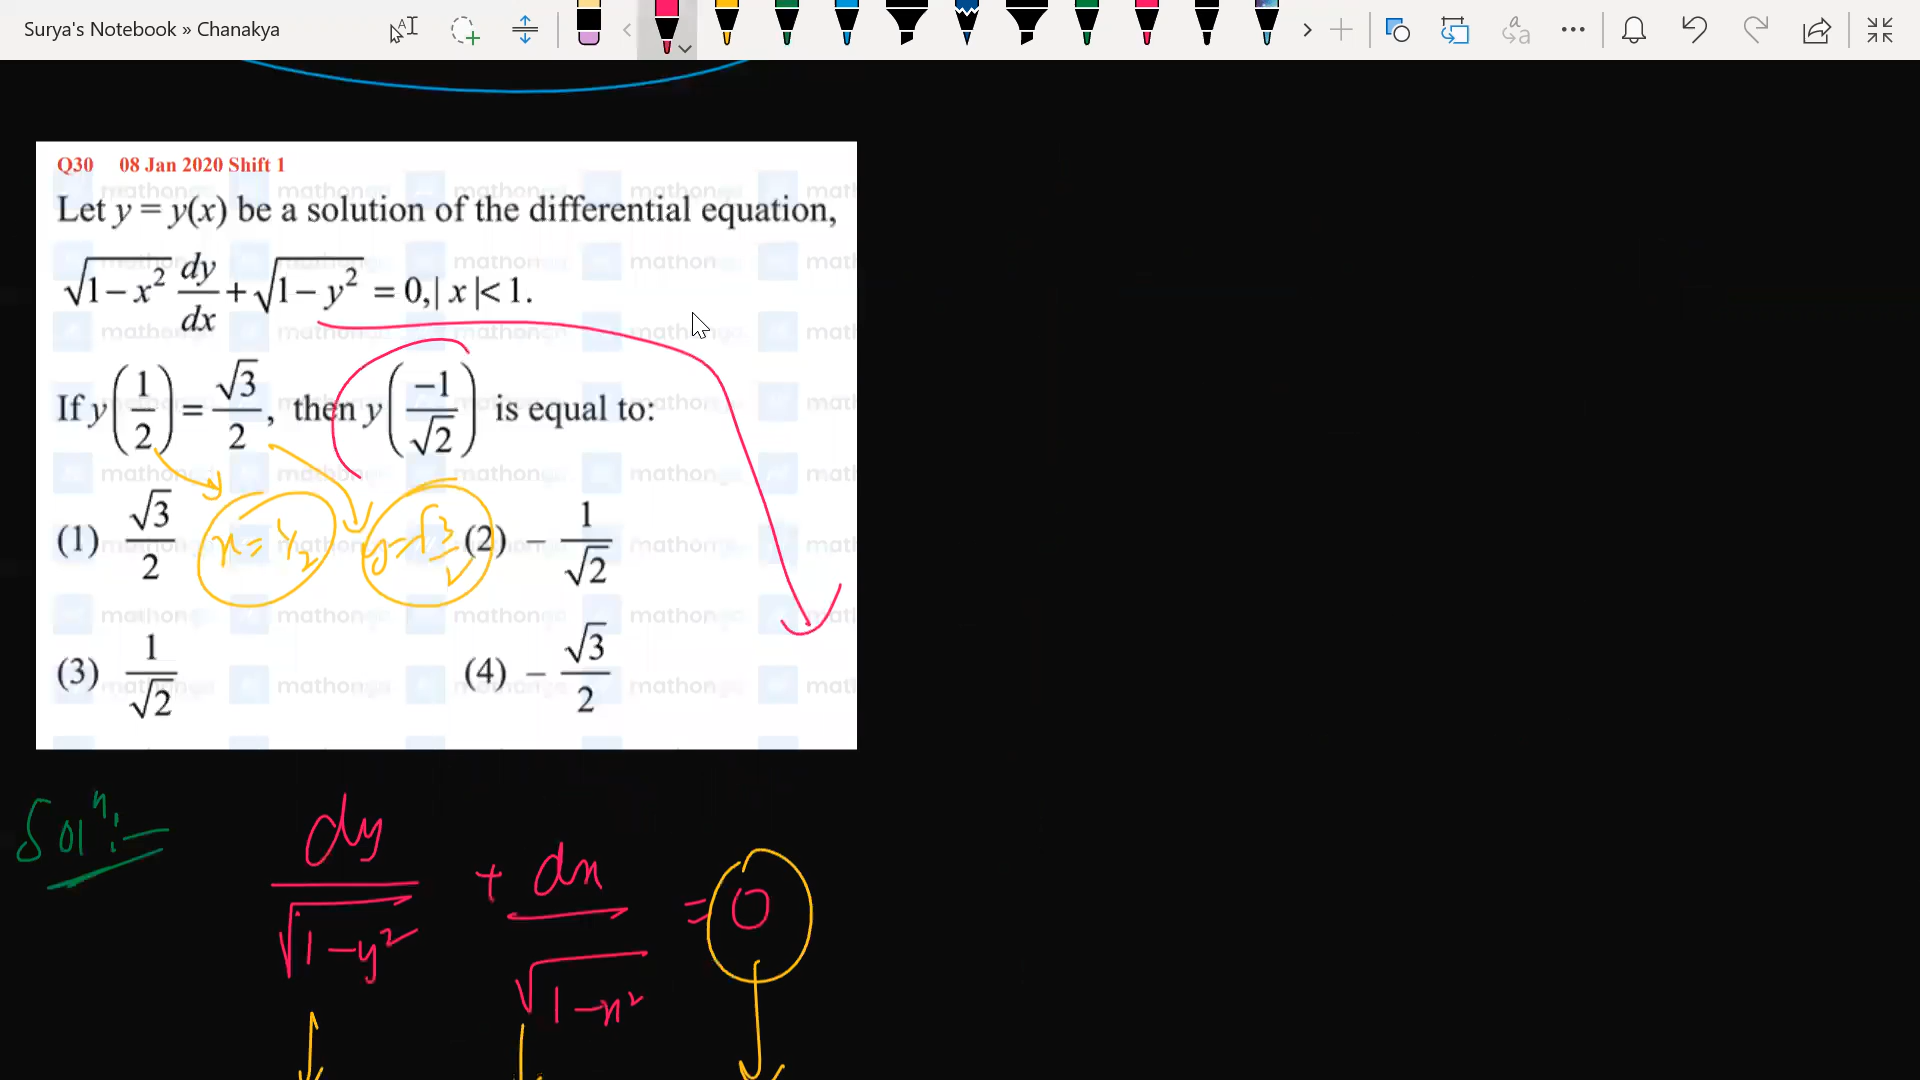 Surya's Notebook » Chanakya
Q30 08 Jan 2020 Shift 1
Let y = y(x) be a solution of the differential equation,
√(1 − x²) dy/dx + √(1 − y²) = 0, | x | < 1.
If y(1/2) = √3/2, then y(−1/√2) is equal to:
(1) √3/2 x = 1/2 y = √3/2 (2) − 1/√2
(3) 1/√2 (4) − √3/2
Solⁿ:-
dy/√(1−y²) + dx/√(1−x²) = 0